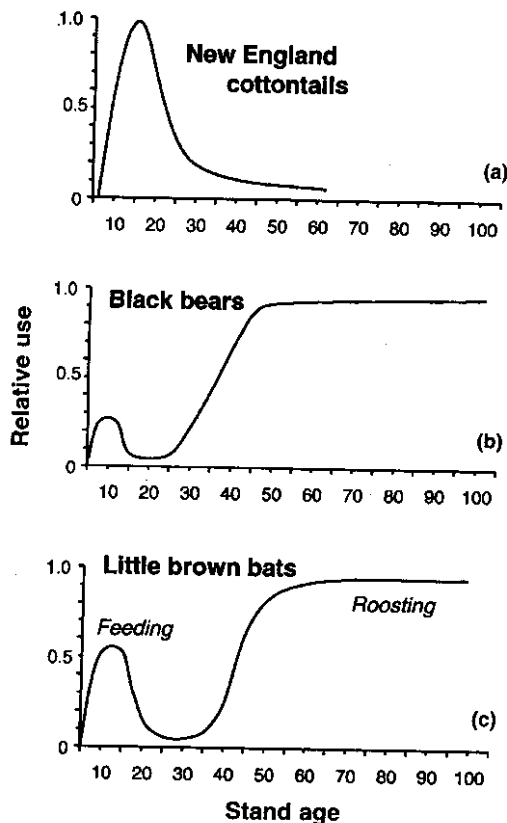 1.0
New England
cottontails
0.5
(a)
0
10 20 30 40 50 60 70 80 90 100
1.0
Black bears
0.5
(b)
0
10 20 30 40 50 60 70 80 90 100
Relative use
1.0
Little brown bats
Feeding
Roosting
0.5
(c)
0
10 20 30 40 50 60 70 80 90 100
Stand age